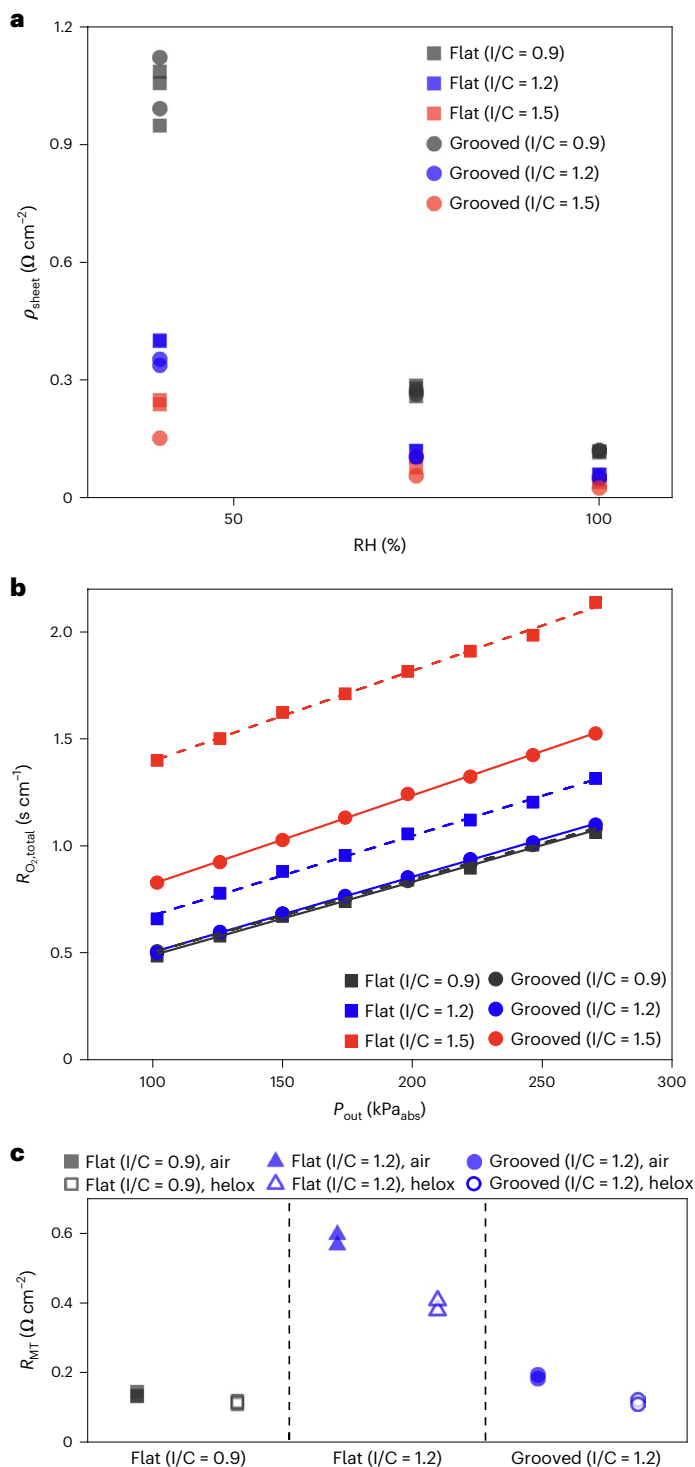 a
1.2
0.9
0.6
0.3
0
ρsheet (Ω cm−2)
Flat (I/C = 0.9)
Flat (I/C = 1.2)
Flat (I/C = 1.5)
Grooved (I/C = 0.9)
Grooved (I/C = 1.2)
Grooved (I/C = 1.5)
50 100
RH (%)
b
2.0
1.5
1.0
0.5
0
RO2,total (s cm−1)
Flat (I/C = 0.9) Grooved (I/C = 0.9)
Flat (I/C = 1.2) Grooved (I/C = 1.2)
Flat (I/C = 1.5) Grooved (I/C = 1.5)
100 150 200 250 300
Pout (kPaabs)
c
Flat (I/C = 0.9), air Flat (I/C = 1.2), air Grooved (I/C = 1.2), air
Flat (I/C = 0.9), helox Flat (I/C = 1.2), helox Grooved (I/C = 1.2), helox
0.6
0.4
0.2
0
RMT (Ω cm−2)
Flat (I/C = 0.9) Flat (I/C = 1.2) Grooved (I/C = 1.2)